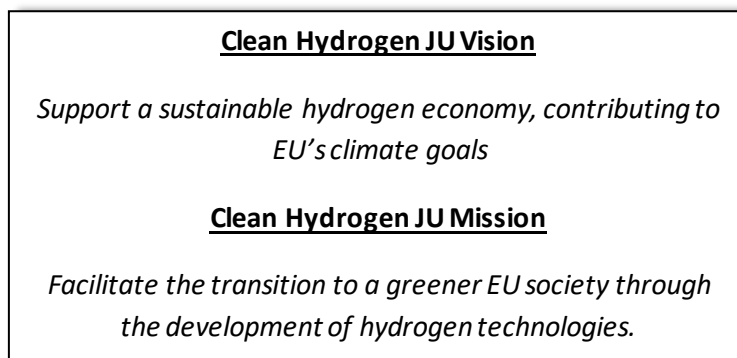 Clean Hydrogen JU Vision
Support a sustainable hydrogen economy, contributing to
EU's climate goals
Clean Hydrogen JU Mission
Facilitate the transition to a greener EU society through
the development of hydrogen technologies.